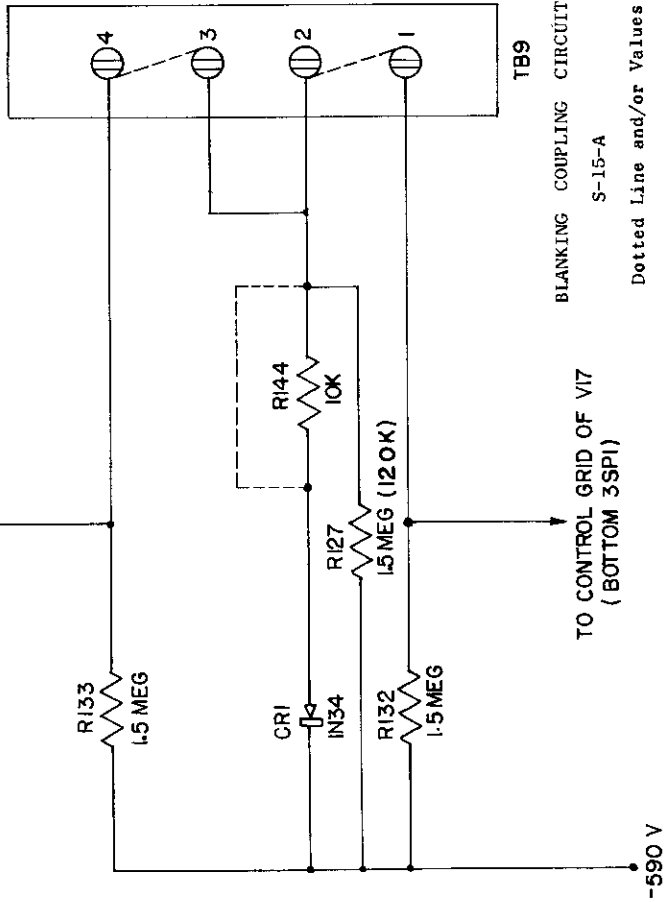 4
3
2
1
TB9
R133
1.5 MEG
R144
10K
R127
1.5 MEG (120K)
CR1
1N34
R132
1.5 MEG
-590 V
TO CONTROL GRID OF V17
(BOTTOM 3SP1)
BLANKING COUPLING CIRCUIT
S-15-A
Dotted Line and/or Values